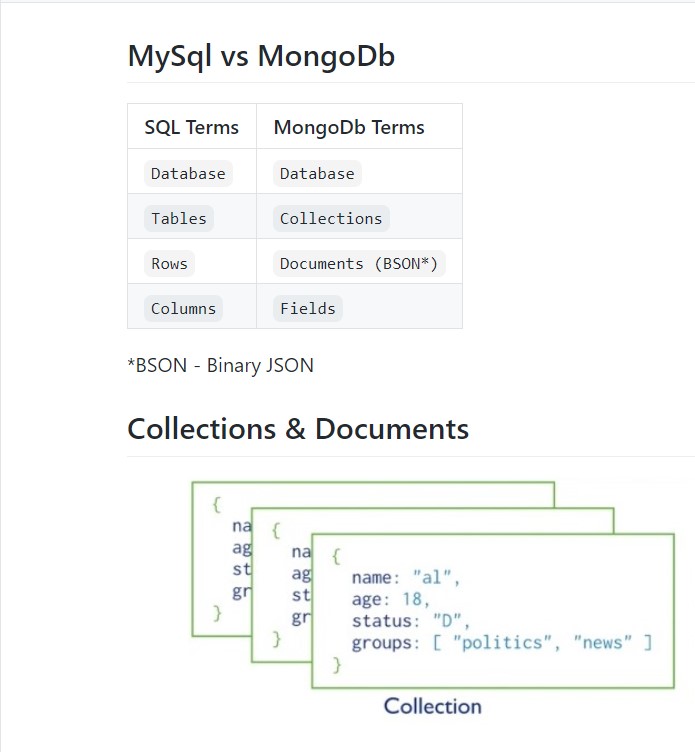 MySql vs MongoDb
SQL Terms MongoDb Terms
Database Database
Tables Collections
Rows Documents (BSON*)
Columns Fields
*BSON - Binary JSON
Collections & Documents
{
na
ag
st
gr
}
{
na
ag
st
gr
}
{
name: "al",
age: 18,
status: "D",
groups: [ "politics", "news" ]
}
Collection